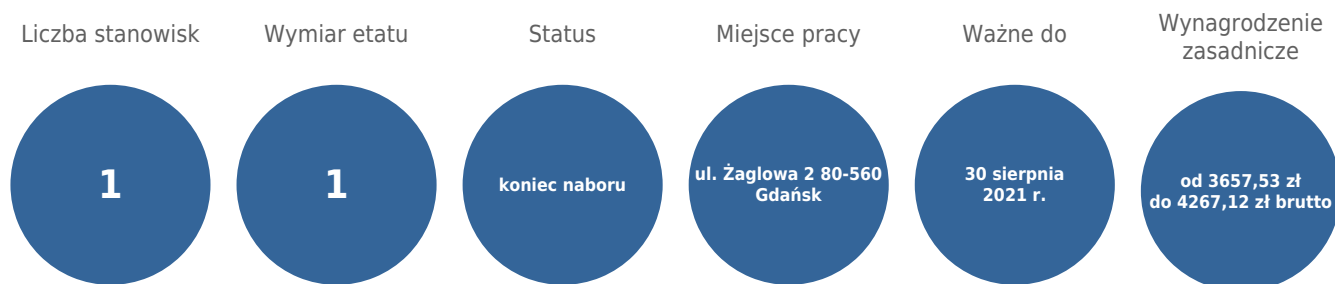 Liczba stanowisk
1
Wymiar etatu
1
Status
koniec naboru
Miejsce pracy
ul. Żaglowa 2 80-560
Gdańsk
Ważne do
30 sierpnia
2021 r.
Wynagrodzenie
zasadnicze
od 3657,53 zł
do 4267,12 zł brutto